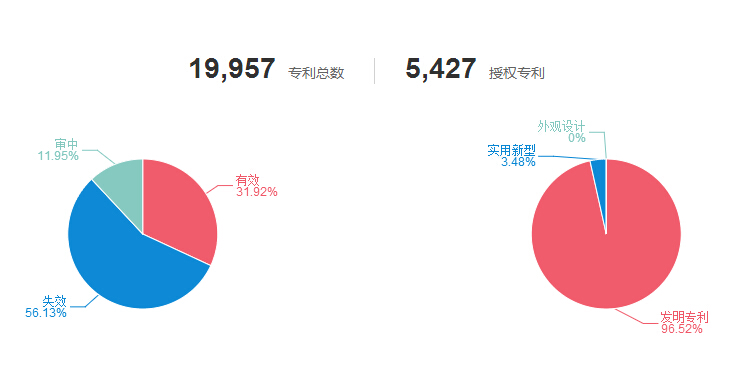 19,957 专利总数
5,427 授权专利
审中
11.95%
有效
31.92%
失效
56.13%
外观设计
0%
实用新型
3.48%
发明专利
96.52%